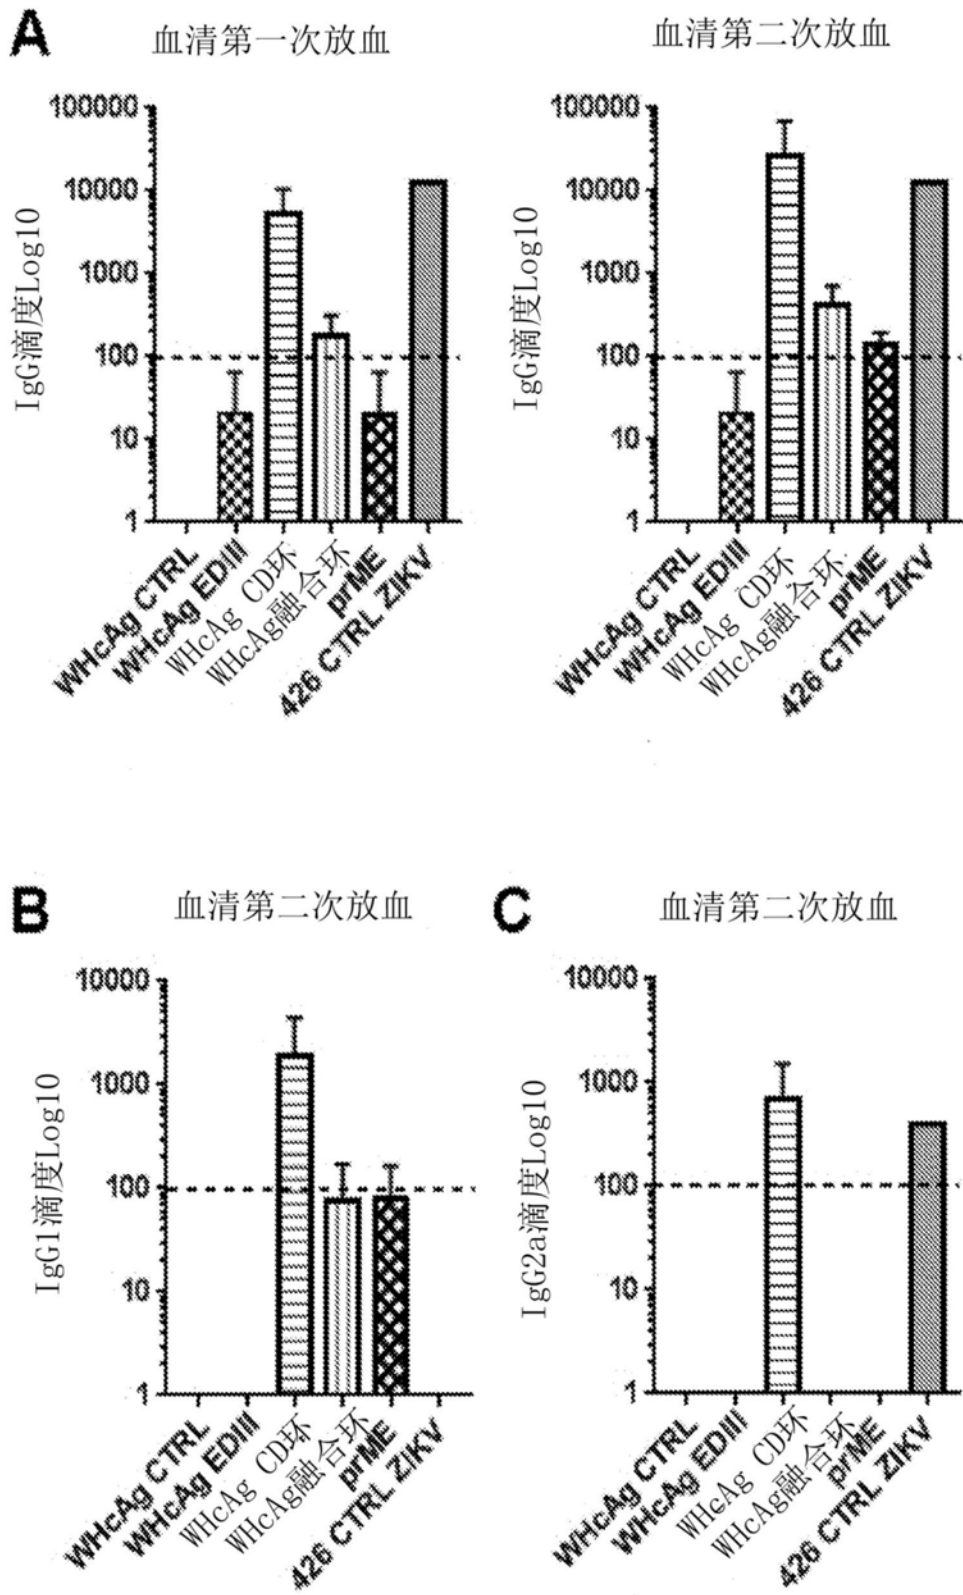 A
血清第一次放血
血清第二次放血
IgG滴度Log10
100000
10000
1000
100
10
1
WHcAg CTRL
WHcAg EDIII
WHcAg CD环
WHcAg融合环
prME
426 CTRL ZIKV
IgG滴度Log10
100000
10000
1000
100
10
1
WHcAg CTRL
WHcAg EDIII
WHcAg CD环
WHcAg融合环
prME
426 CTRL ZIKV
B
血清第二次放血
IgG1滴度Log10
10000
1000
100
10
1
WHcAg CTRL
WHcAg EDIII
WHcAg CD环
WHcAg融合环
prME
426 CTRL ZIKV
C
血清第二次放血
IgG2a滴度Log10
10000
1000
100
10
1
WHcAg CTRL
WHcAg EDIII
WHcAg CD环
WHcAg融合环
prME
426 CTRL ZIKV